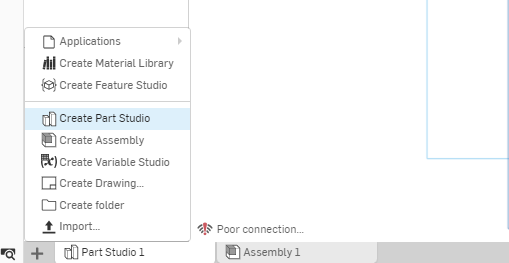 Applications
Create Material Library
Create Feature Studio
Create Part Studio
Create Assembly
Create Variable Studio
Create Drawing...
Create folder
Import...
Poor connection...
Part Studio 1
Assembly 1